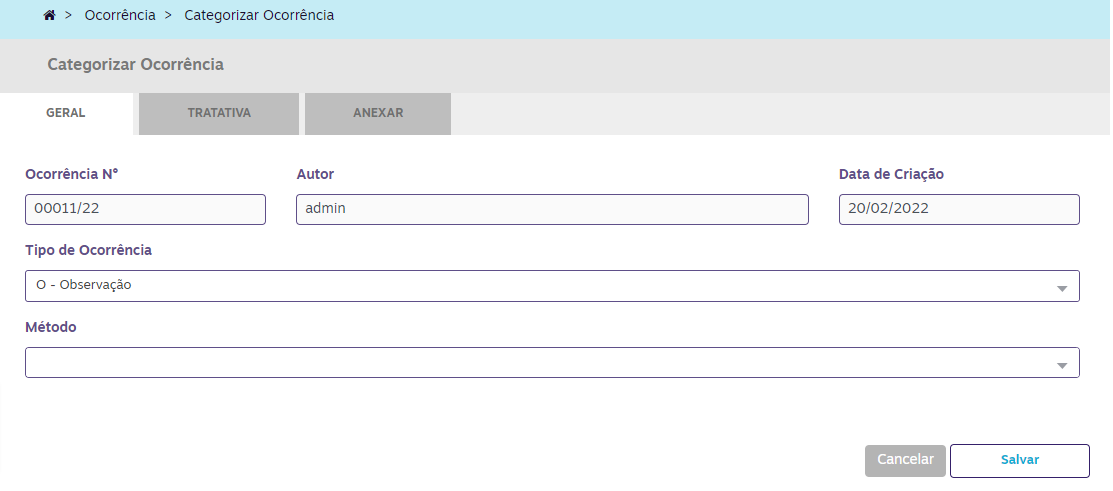 > Ocorrência > Categorizar Ocorrência
Categorizar Ocorrência
GERAL TRATATIVA ANEXAR
Ocorrência N° Autor Data de Criação
00011/22 admin 20/02/2022
Tipo de Ocorrência
O - Observação
Método
Cancelar Salvar